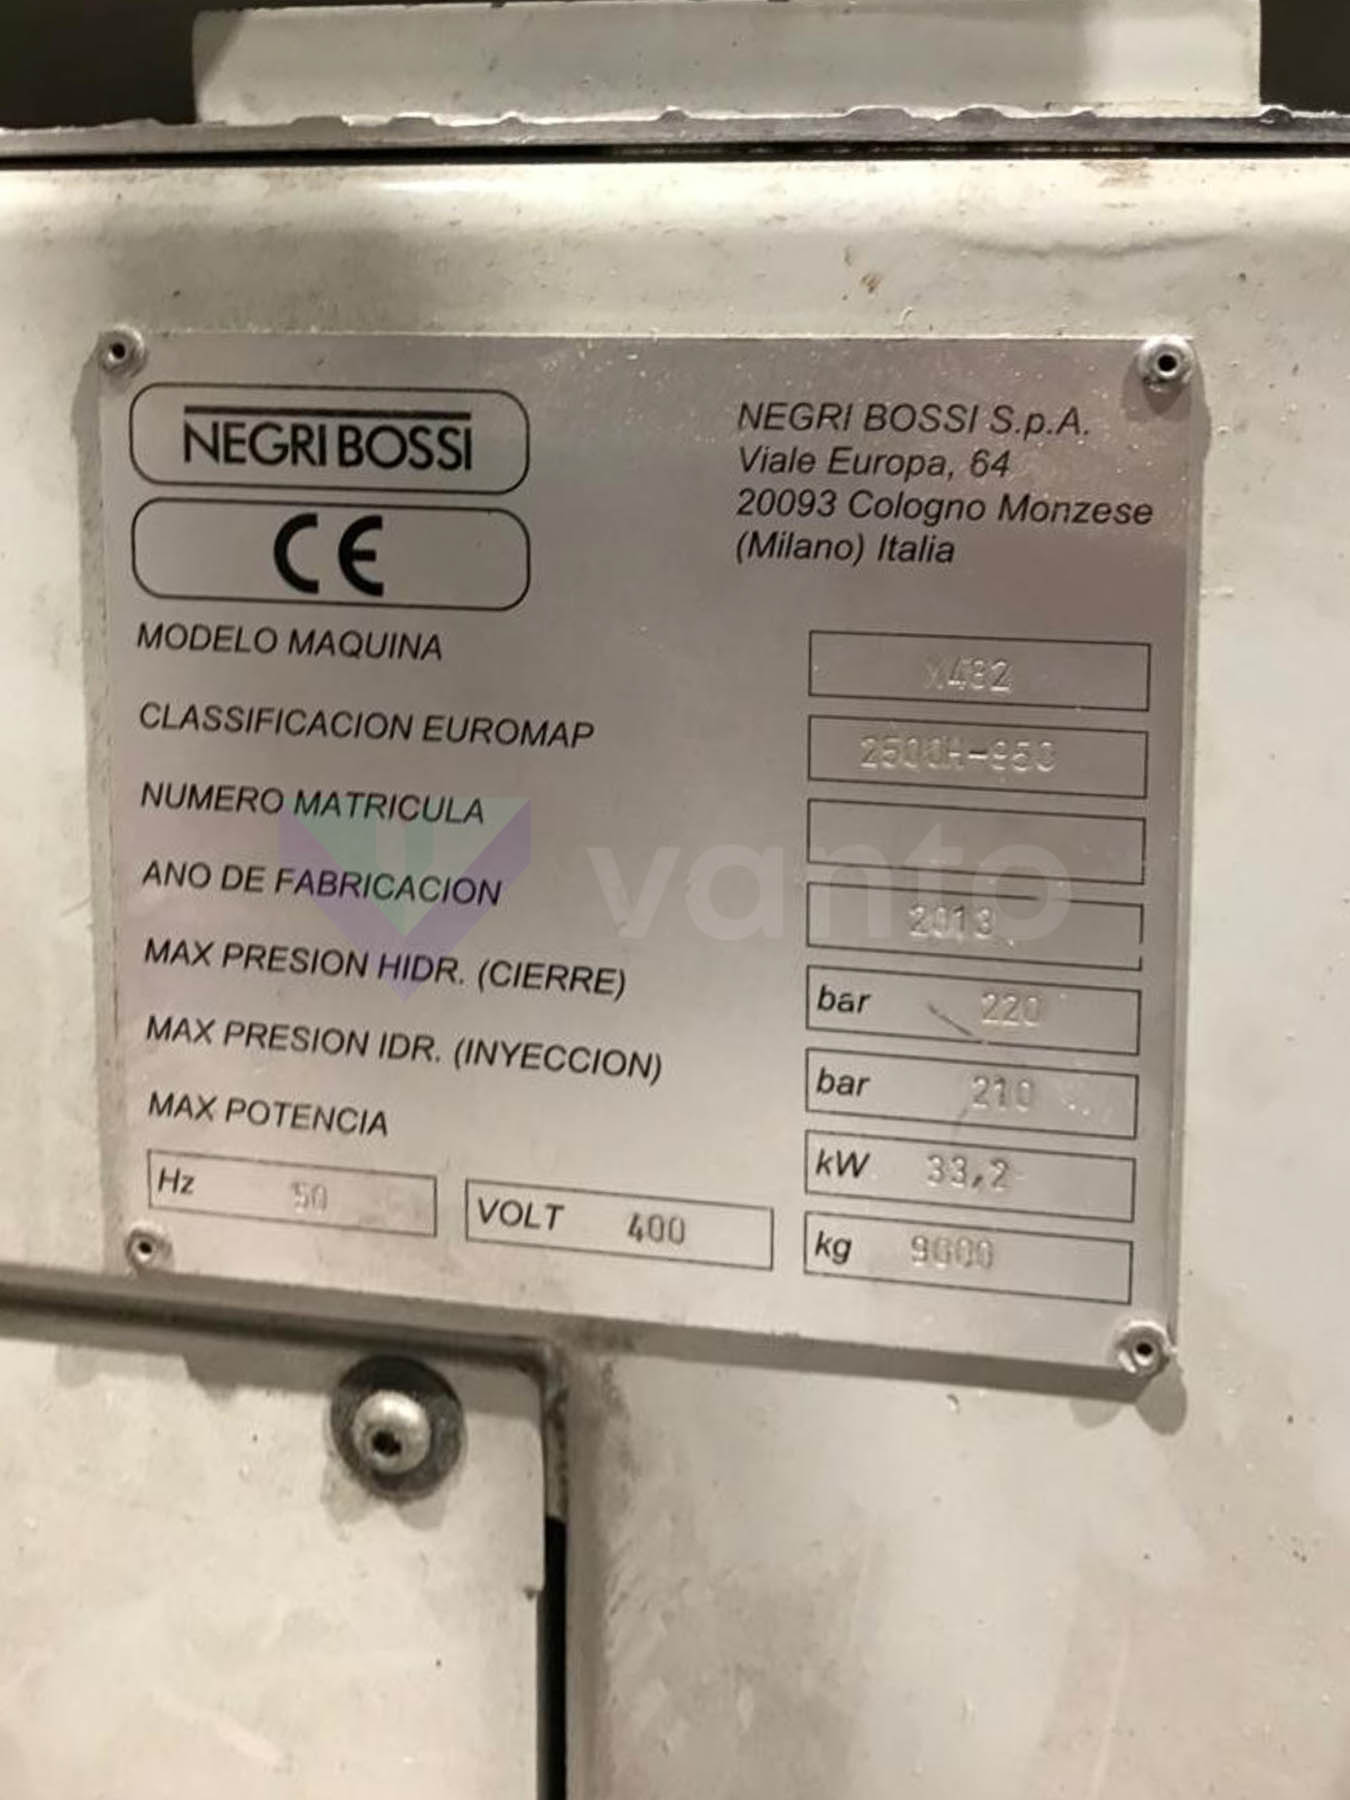 NEGRI BOSSI
CE
NEGRI BOSSI S.p.A.
Viale Europa, 64
20093 Cologno Monzese
(Milano) Italia
MODELO MAQUINA
CLASSIFICACION EUROMAP
NUMERO MATRICULA
ANO DE FABRICACION 2013
MAX PRESION HIDR. (CIERRE) bar 220
MAX PRESION IDR. (INYECCION) bar 210
MAX POTENCIA kW 33,2
Hz 50 VOLT 400 kg
vanto